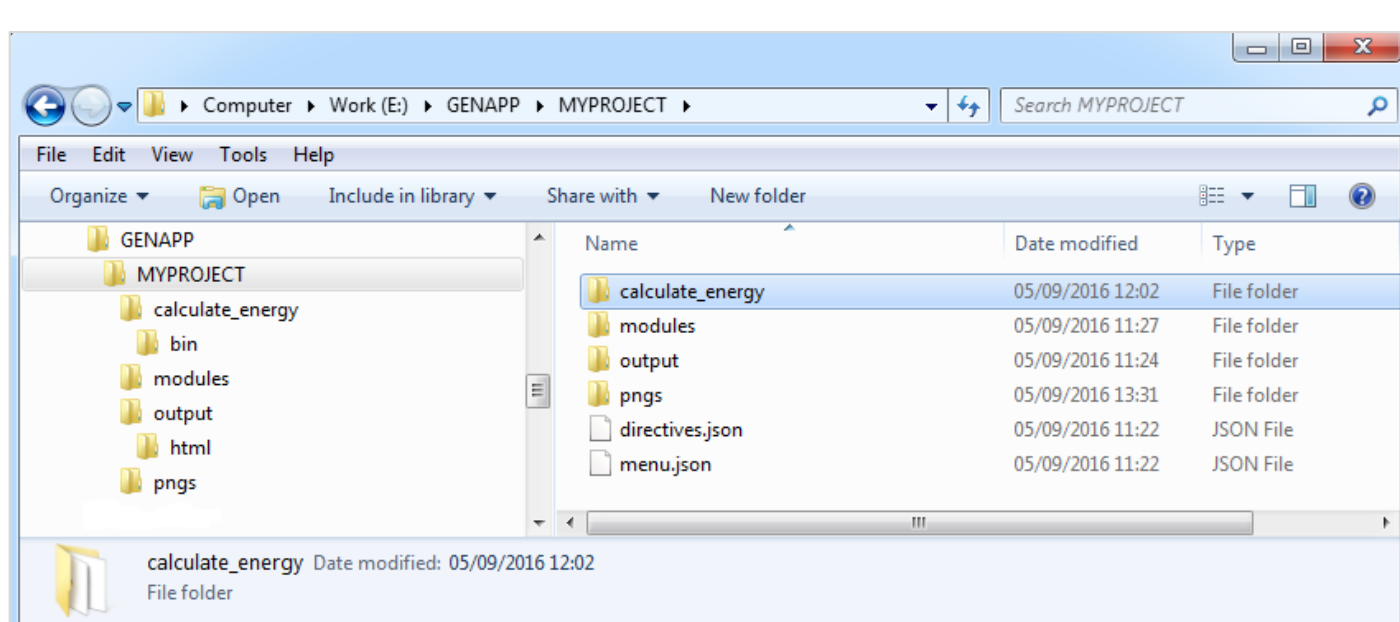 Computer Work (E:) GENAPP MYPROJECT Search MYPROJECT
File Edit View Tools Help
Organize Open Include in library Share with New folder
GENAPP
MYPROJECT
calculate_energy
bin
modules
output
html
pngs
Name Date modified Type
calculate_energy 05/09/2016 12:02 File folder
modules 05/09/2016 11:27 File folder
output 05/09/2016 11:24 File folder
pngs 05/09/2016 13:31 File folder
directives.json 05/09/2016 11:22 JSON File
menu.json 05/09/2016 11:22 JSON File
calculate_energy Date modified: 05/09/2016 12:02
File folder